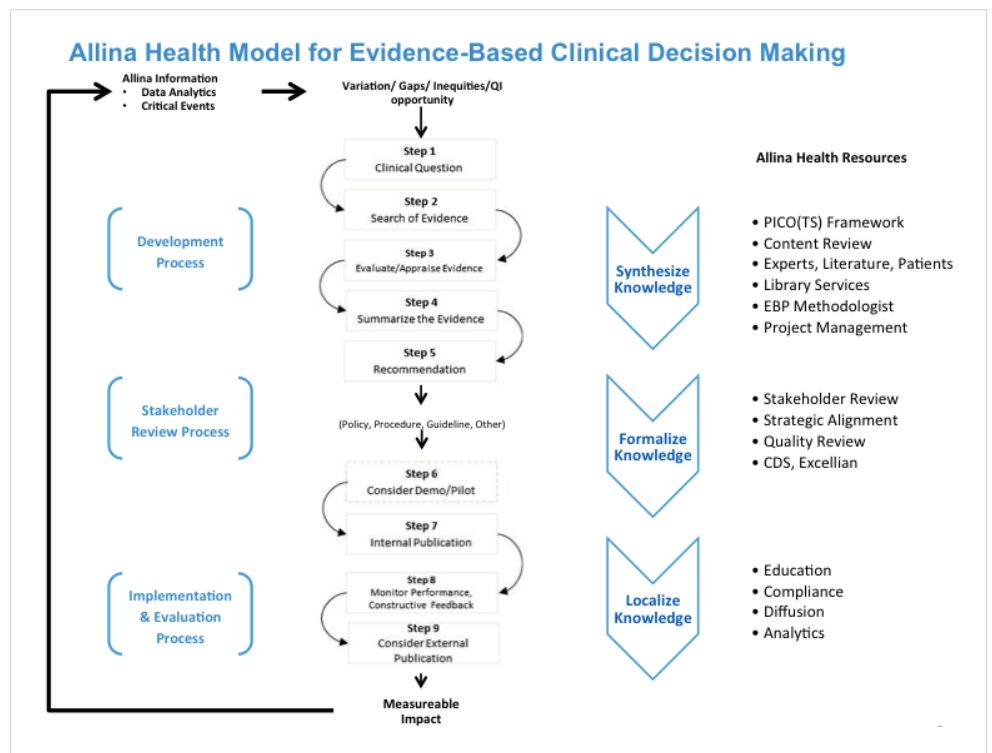 Allina Health Model for Evidence-Based Clinical Decision Making
Allina Information
• Data Analytics
• Critical Events
Variation/ Gaps/ Inequities/QI
opportunity
Step 1
Clinical Question
Step 2
Search of Evidence
Step 3
Evaluate/Appraise Evidence
Step 4
Summarize the Evidence
Step 5
Recommendation
(Policy, Procedure, Guideline, Other)
Step 6
Consider Demo/Pilot
Step 7
Internal Publication
Step 8
Monitor Performance,
Constructive Feedback
Step 9
Consider External
Publication
Measureable
Impact
Development
Process
Stakeholder
Review Process
Implementation
& Evaluation
Process
Synthesize
Knowledge
Formalize
Knowledge
Localize
Knowledge
Allina Health Resources
• PICO(TS) Framework
• Content Review
• Experts, Literature, Patients
• Library Services
• EBP Methodologist
• Project Management
• Stakeholder Review
• Strategic Alignment
• Quality Review
• CDS, Excellian
• Education
• Compliance
• Diffusion
• Analytics